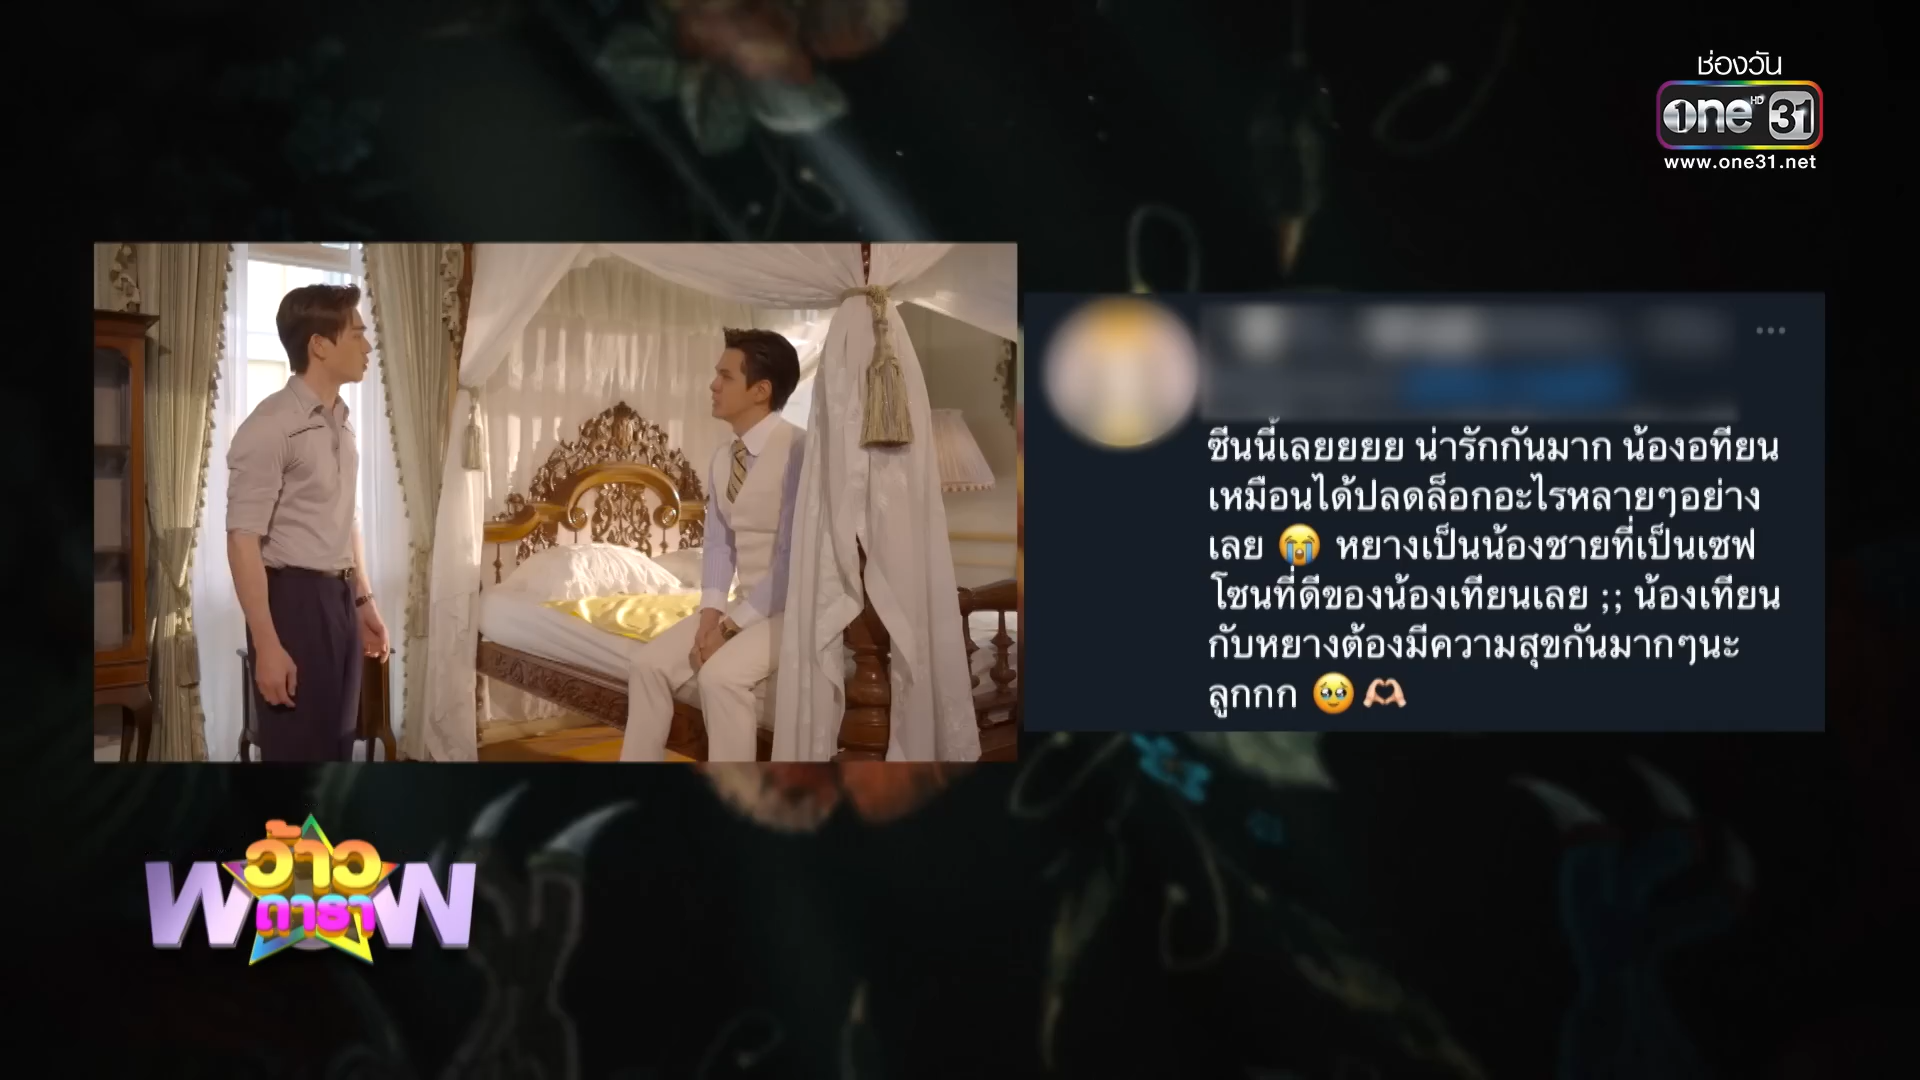 ช่องวัน
one HD 31
www.one31.net
ซีนนี้เลยยยย น่ารักกันมาก น้องอทียน
เหมือนได้ปลดล็อกอะไรหลายๆอย่าง
เลย 😭 หยางเป็นน้องชายที่เป็นเซฟ
โซนที่ดีของน้องเทียนเลย ;; น้องเทียน
กับหยางต้องมีความสุขกันมากๆนะ
ลูกกก 🥹🫶🏻
ว้าว
ดารา